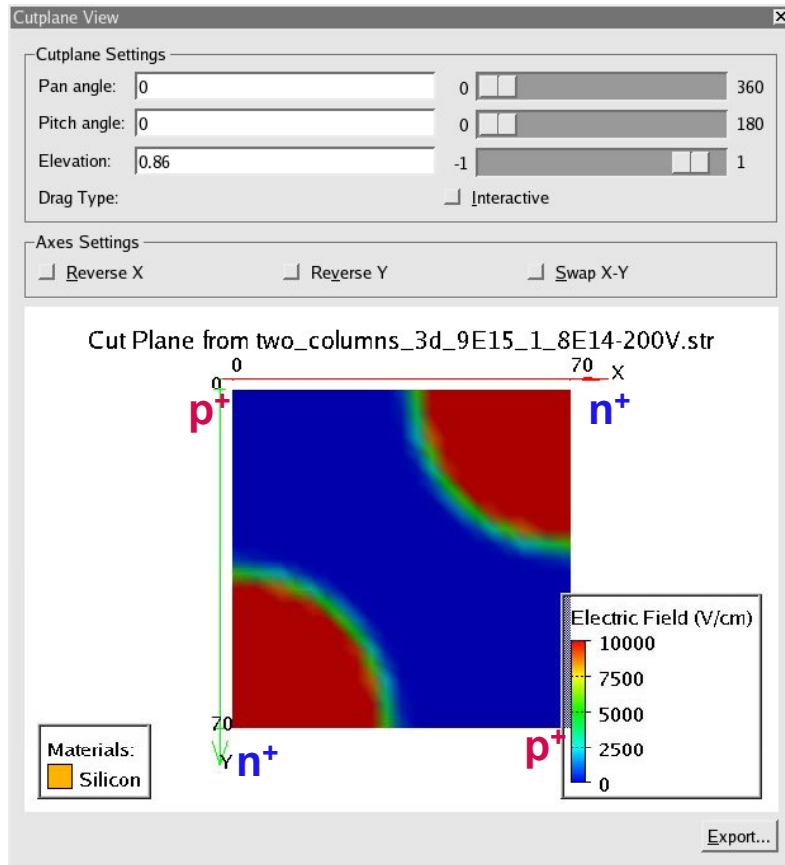 Cutplane View
Cutplane Settings
Pan angle: 0 0 360
Pitch angle: 0 0 180
Elevation: 0.86 -1 1
Drag Type: Interactive
Axes Settings
Reverse X Reverse Y Swap X-Y
Cut Plane from two_columns_3d_9E15_1_8E14-200V.str
0 70 X
0
p+ n+
Electric Field (V/cm)
10000
7500
5000
2500
0
70
Y n+ p+
Materials:
Silicon
Export...